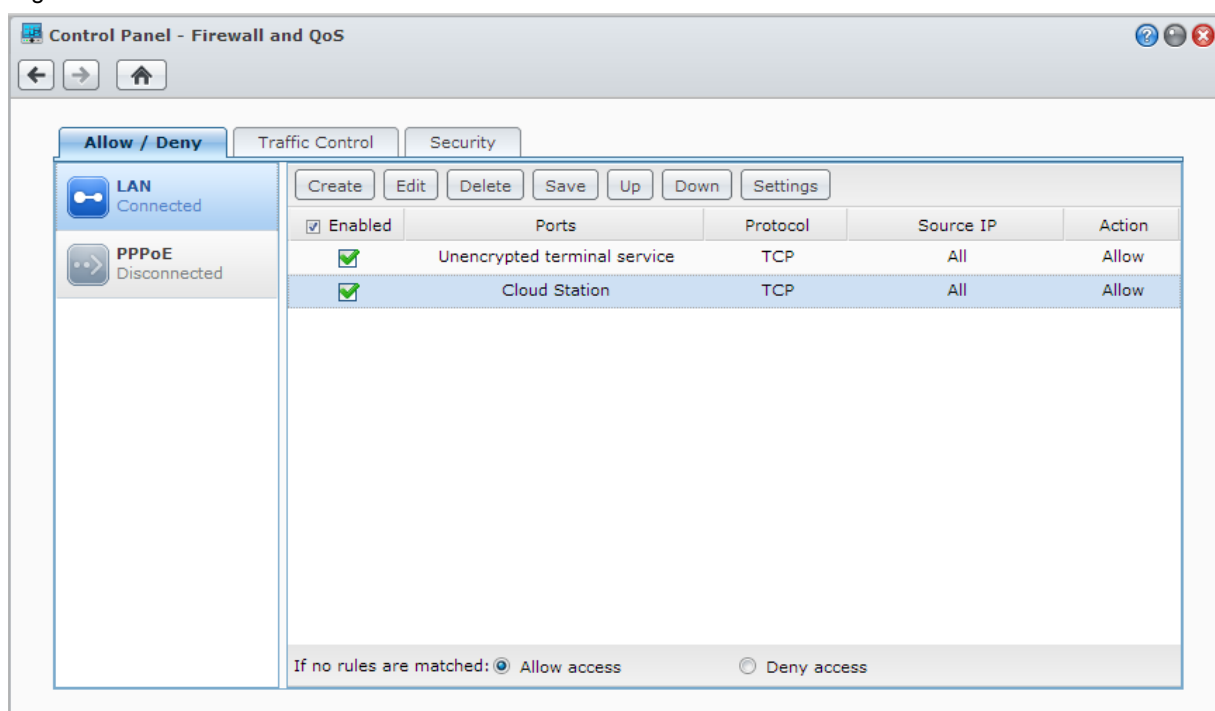 Control Panel - Firewall and QoS
Allow / Deny Traffic Control Security
LAN
Connected
PPPoE
Disconnected
Create Edit Delete Save Up Down Settings
Enabled Ports Protocol Source IP Action
Unencrypted terminal service TCP All Allow
Cloud Station TCP All Allow
If no rules are matched: Allow access Deny access